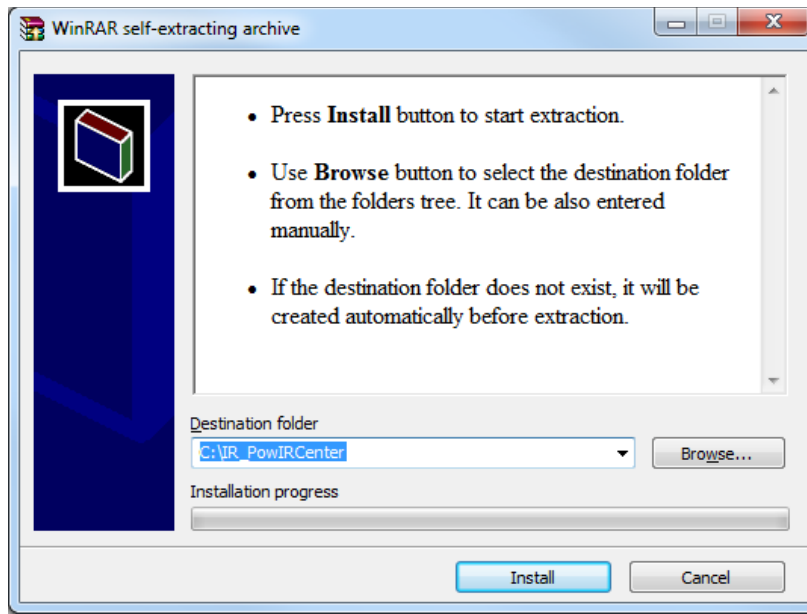 WinRAR self-extracting archive
• Press Install button to start extraction.
• Use Browse button to select the destination folder
from the folders tree. It can be also entered
manually.
• If the destination folder does not exist, it will be
created automatically before extraction.
Destination folder
C:\IR_PowIRCenter
Browse...
Installation progress
Install
Cancel